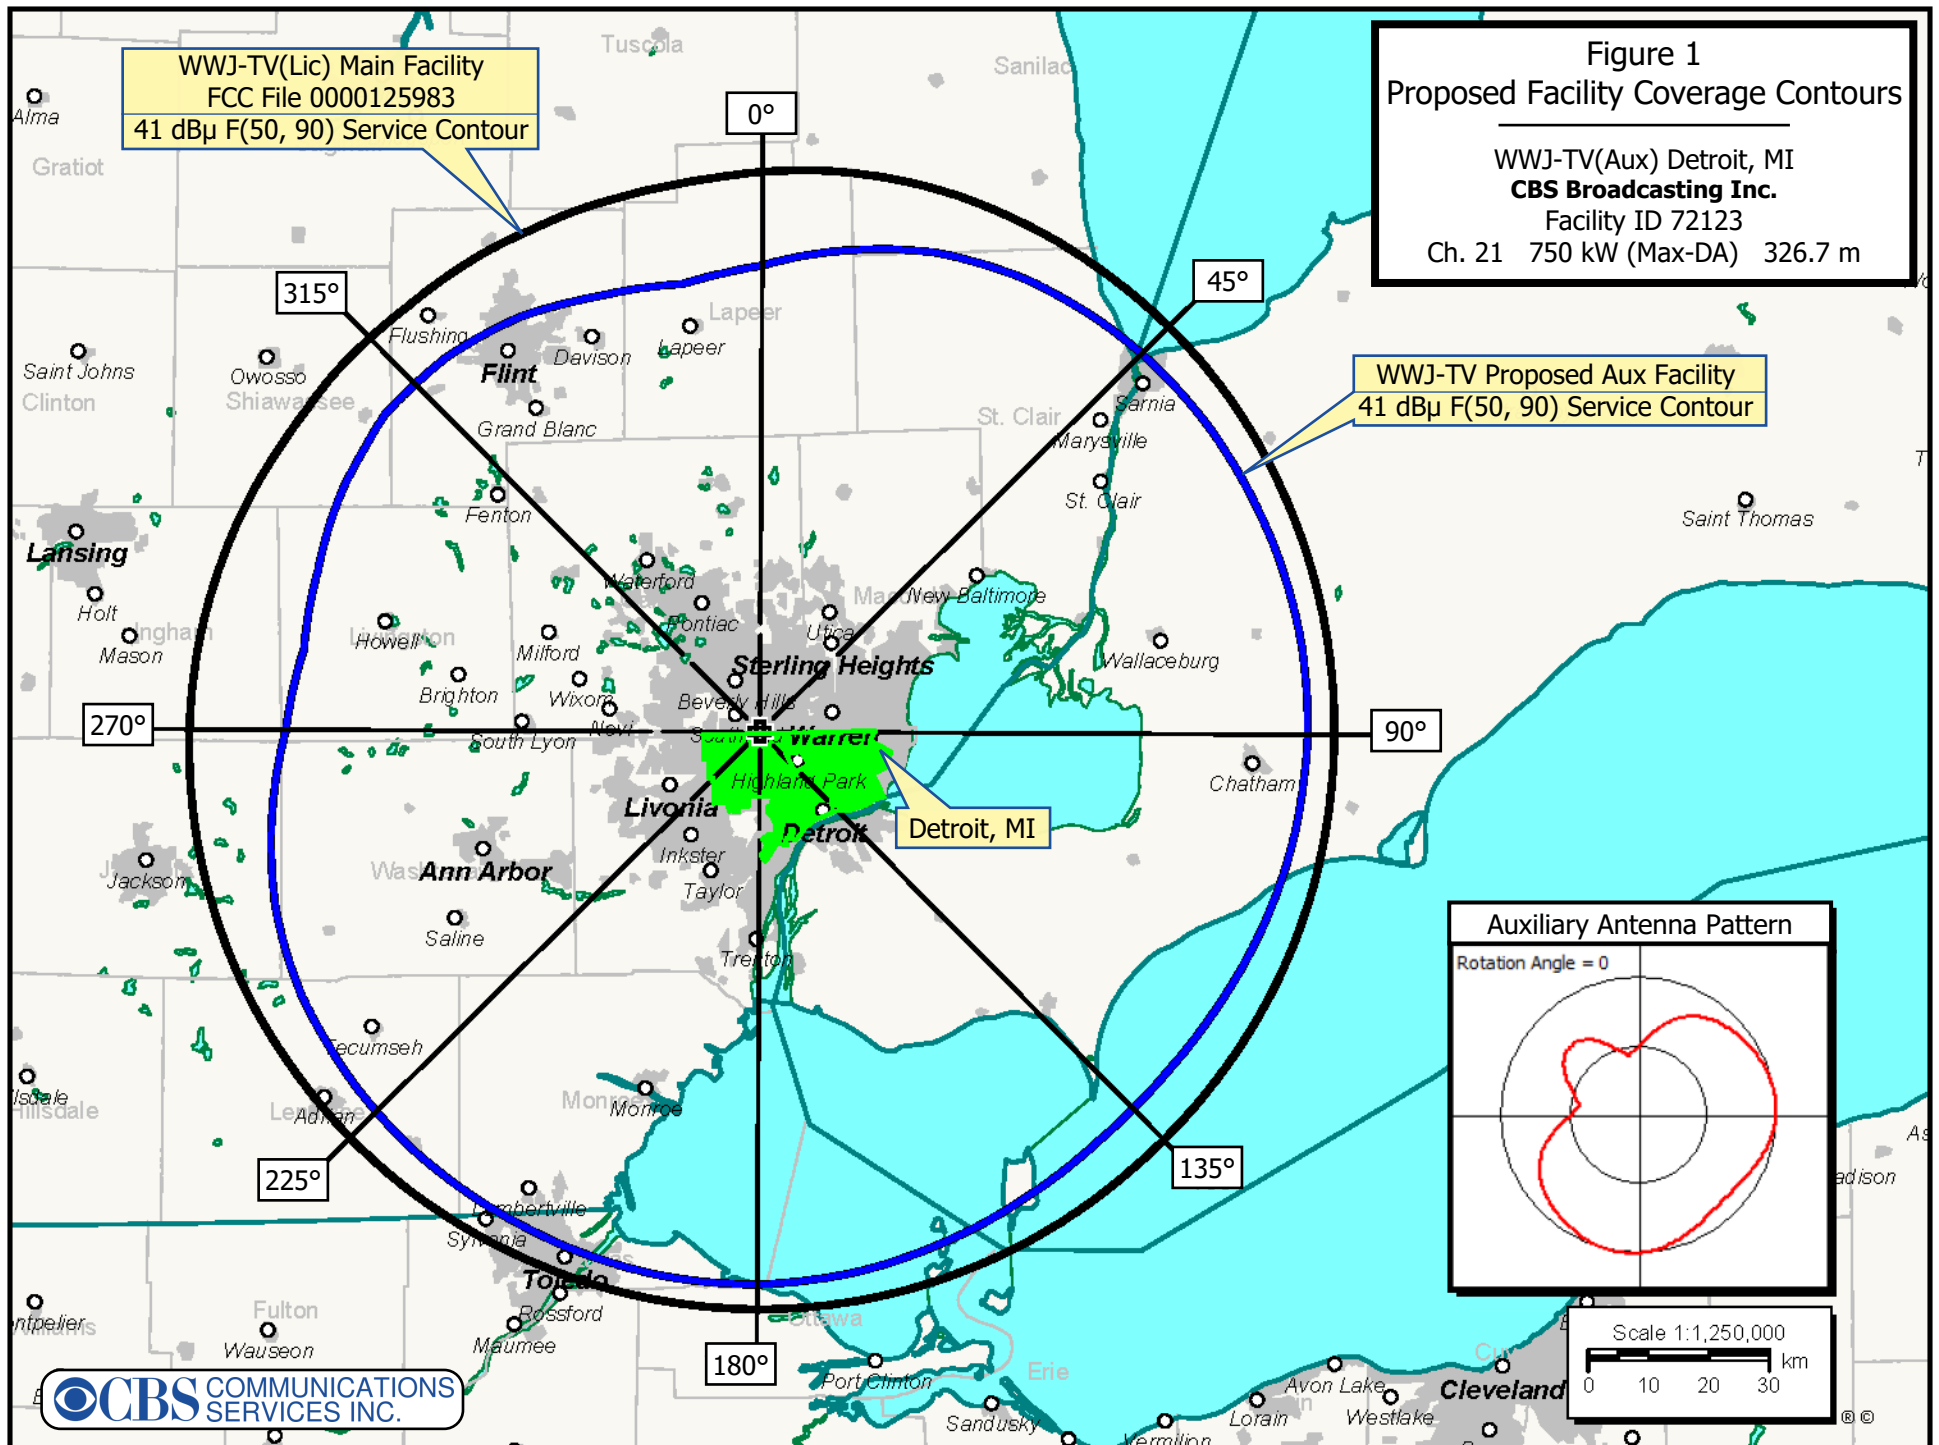 WWJ-TV(Lic) Main Facility
FCC File 0000125983
41 dBµ F(50, 90) Service Contour
Figure 1
Proposed Facility Coverage Contours
WWJ-TV(Aux) Detroit, MI
CBS Broadcasting Inc.
Facility ID 72123
Ch. 21 750 kW (Max-DA) 326.7 m
Tuscola
Sanilac
Alma
Gratiot
0°
45°
315°
Flushing
Lapeer
Lapeer
Davison
Flint
Saint Johns
Clinton
Owosso
Shiawassee
Grand Blanc
WWJ-TV Proposed Aux Facility
41 dBµ F(50, 90) Service Contour
Sarnia
St. Clair
Marysville
St. Clair
Saint Thomas
Fenton
Lansing
Holt
Ingham
Mason
Waterford
Pontiac
New Baltimore
Utica
Livingston
Howell
Milford
Sterling Heights
Wallaceburg
Brighton
Wixom
Beverly Hills
Novi
South Lyon
270°
Warren
90°
Highland Park
Chatham
Livonia
Detroit
Detroit, MI
Inkster
Jackson
Ann Arbor
Taylor
Saline
Trenton
Auxiliary Antenna Pattern
Rotation Angle = 0
Tecumseh
Hillsdale
Adrian
Monroe
Monroe
225°
135°
Lambertville
Sylvania
Toledo
Rossford
Maumee
Fulton
Wauseon
Ottawa
180°
Port Clinton
Erie
Sandusky
Vermilion
Lorain
Avon Lake
Westlake
Cleveland
Scale 1:1,250,000
0 10 20 30 km
CBS COMMUNICATIONS
SERVICES INC.
® ©